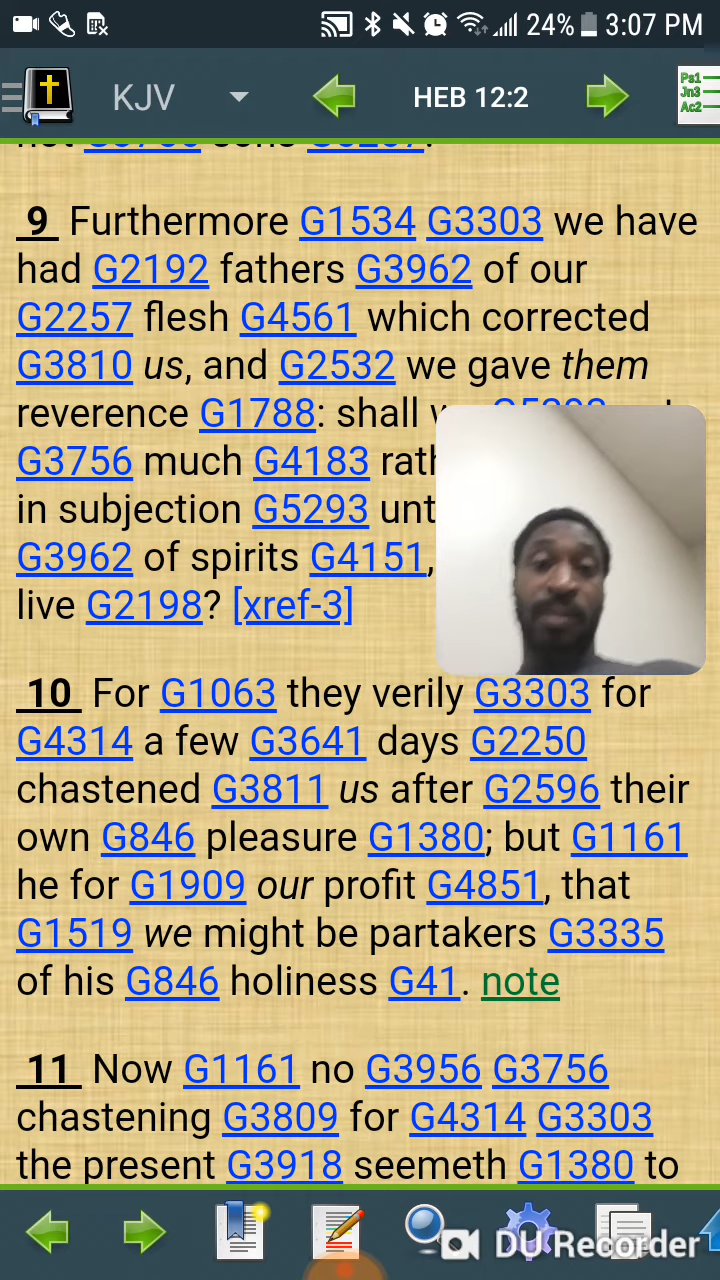 24% 3:07 PM
KJV HEB 12:2
Ps1
Jn3
Ac2
9 Furthermore G1534 G3303 we have
had G2192 fathers G3962 of our
G2257 flesh G4561 which corrected
G3810 us, and G2532 we gave them
reverence G1788: shall
G3756 much G4183
in subjection G5293
G3962 of spirits G4151,
live G2198? [xref-3]
10 For G1063 they verily G3303 for
G4314 a few G3641 days G2250
chastened G3811 us after G2596 their
own G846 pleasure G1380; but G1161
he for G1909 our profit G4851, that
G1519 we might be partakers G3335
of his G846 holiness G41. note
11 Now G1161 no G3956 G3756
chastening G3809 for G4314 G3303
the present G3918 seemeth G1380 to
DU Recorder